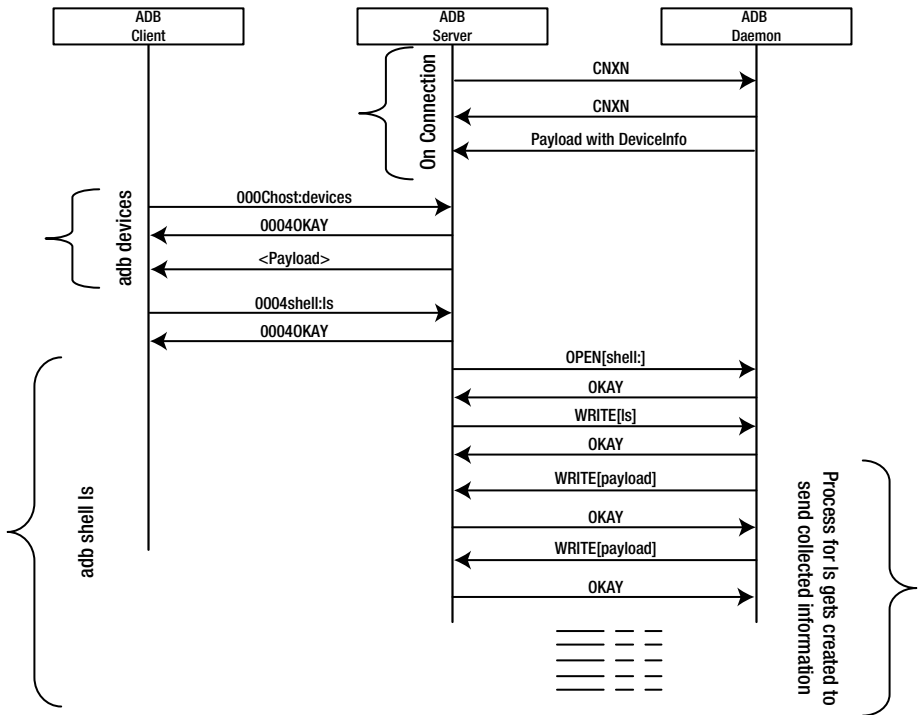 ADB
Client
ADB
Server
ADB
Daemon
On Connection
CNXN
CNXN
Payload with DeviceInfo
adb devices
000Chost:devices
0004OKAY
<Payload>
0004shell:ls
0004OKAY
adb shell ls
OPEN[shell:]
OKAY
WRITE[ls]
OKAY
WRITE[payload]
OKAY
WRITE[payload]
OKAY
Process for ls gets created to
send collected information